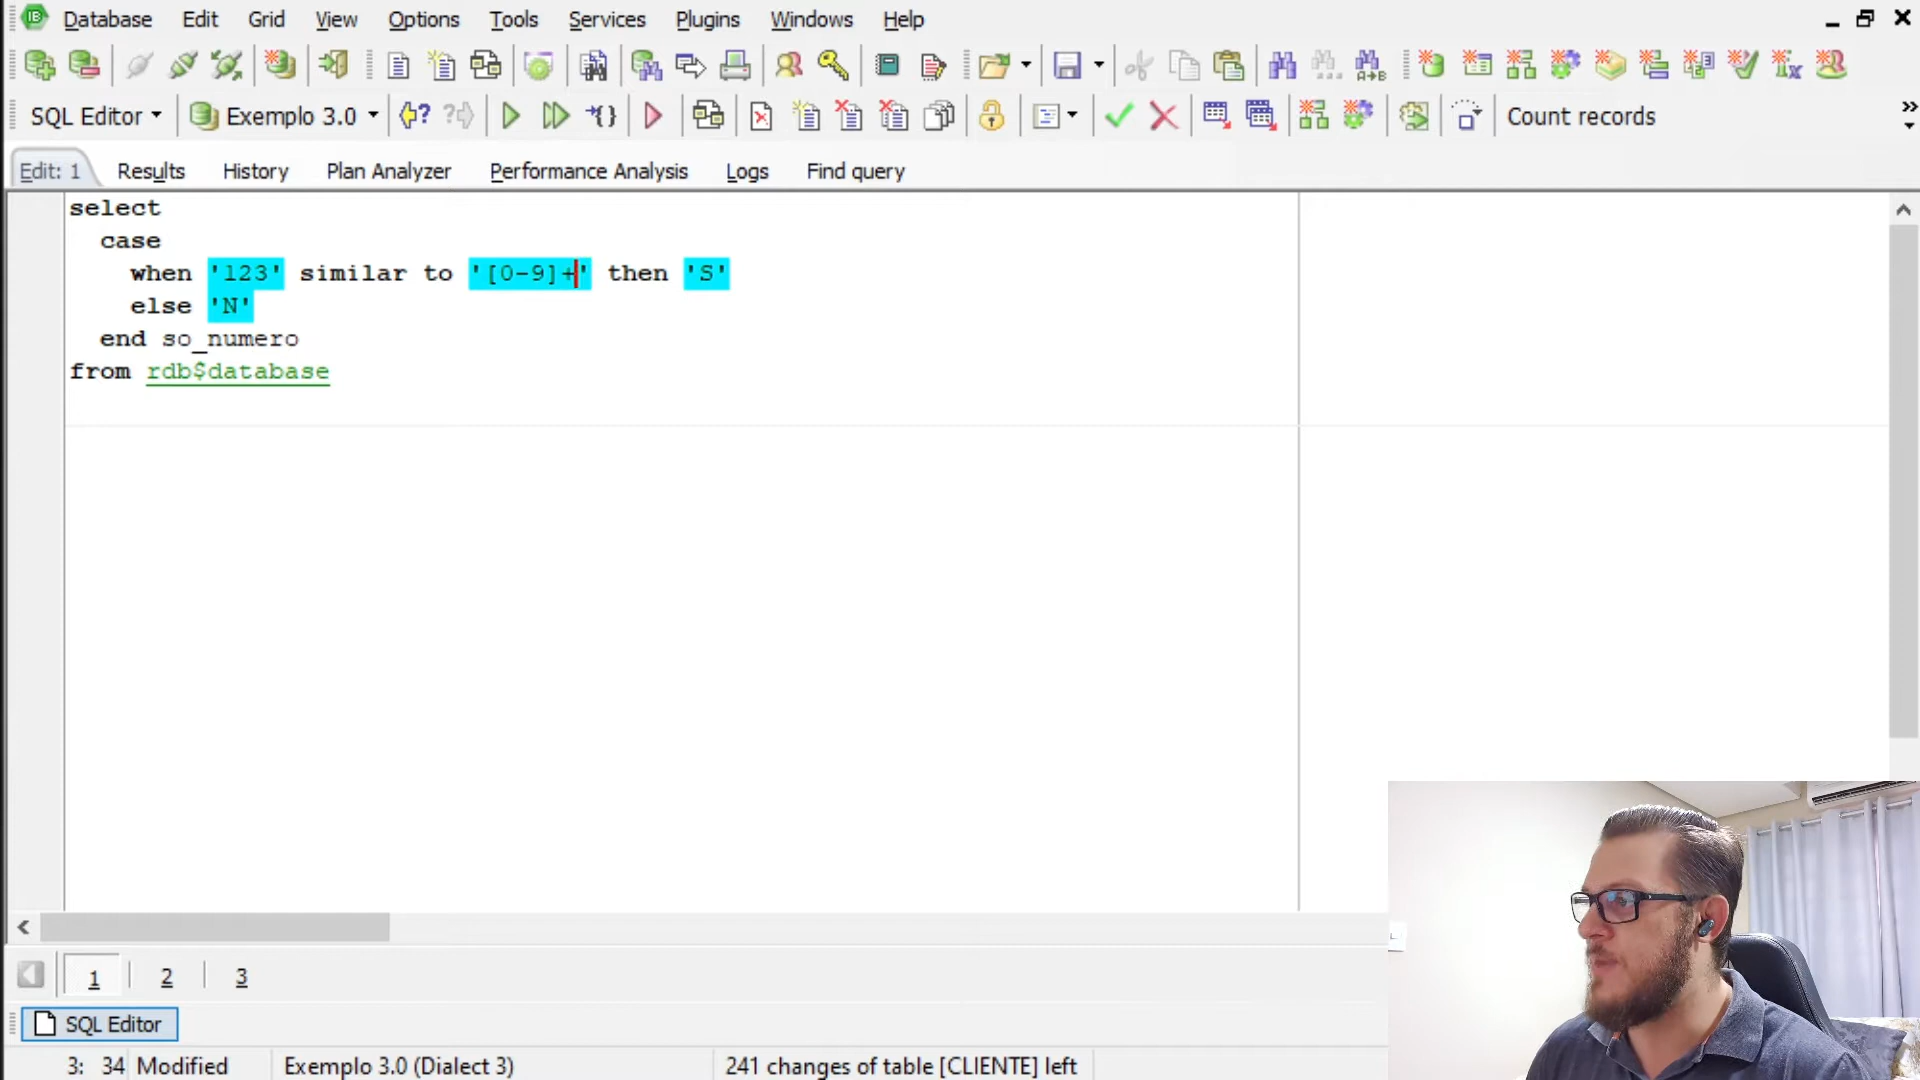 Database Edit Grid View Options Tools Services Plugins Windows Help
SQL Editor Exemplo 3.0 Count records
Edit: 1 Results History Plan Analyzer Performance Analysis Logs Find query
select
case
when '123' similar to '[0-9]+' then 'S'
else 'N'
end so_numero
from rdb$database
1 2 3
SQL Editor
3: 34 Modified Exemplo 3.0 (Dialect 3) 241 changes of table [CLIENTE] left